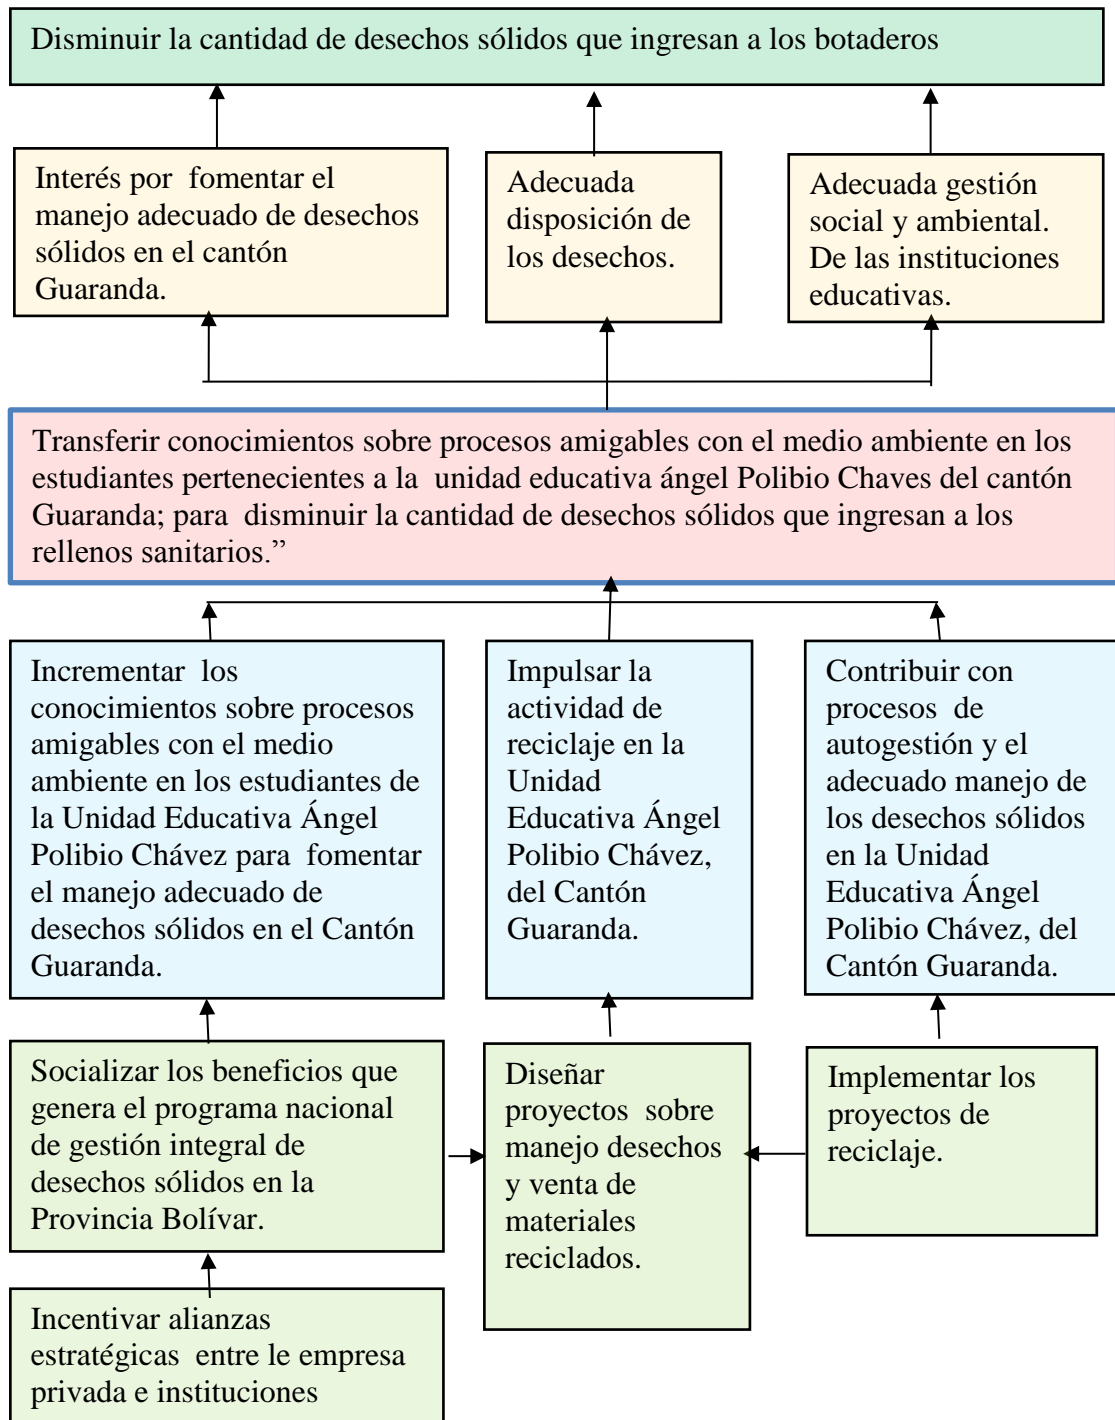 Disminuir la cantidad de desechos sólidos que ingresan a los botaderos
Interés por fomentar el
manejo adecuado de desechos
sólidos en el cantón
Guaranda.
Adecuada
disposición de
los desechos.
Adecuada gestión
social y ambiental.
De las instituciones
educativas.
Transferir conocimientos sobre procesos amigables con el medio ambiente en los
estudiantes pertenecientes a la unidad educativa ángel Polibio Chaves del cantón
Guaranda; para disminuir la cantidad de desechos sólidos que ingresan a los
rellenos sanitarios.”
Incrementar los
conocimientos sobre procesos
amigables con el medio
ambiente en los estudiantes de
la Unidad Educativa Ángel
Polibio Chávez para fomentar
el manejo adecuado de
desechos sólidos en el Cantón
Guaranda.
Impulsar la
actividad de
reciclaje en la
Unidad
Educativa Ángel
Polibio Chávez,
del Cantón
Guaranda.
Contribuir con
procesos de
autogestión y el
adecuado manejo de
los desechos sólidos
en la Unidad
Educativa Ángel
Polibio Chávez, del
Cantón Guaranda.
Socializar los beneficios que
genera el programa nacional
de gestión integral de
desechos sólidos en la
Provincia Bolívar.
Diseñar
proyectos sobre
manejo desechos
y venta de
materiales
reciclados.
Implementar los
proyectos de
reciclaje.
Incentivar alianzas
estratégicas entre le empresa
privada e instituciones